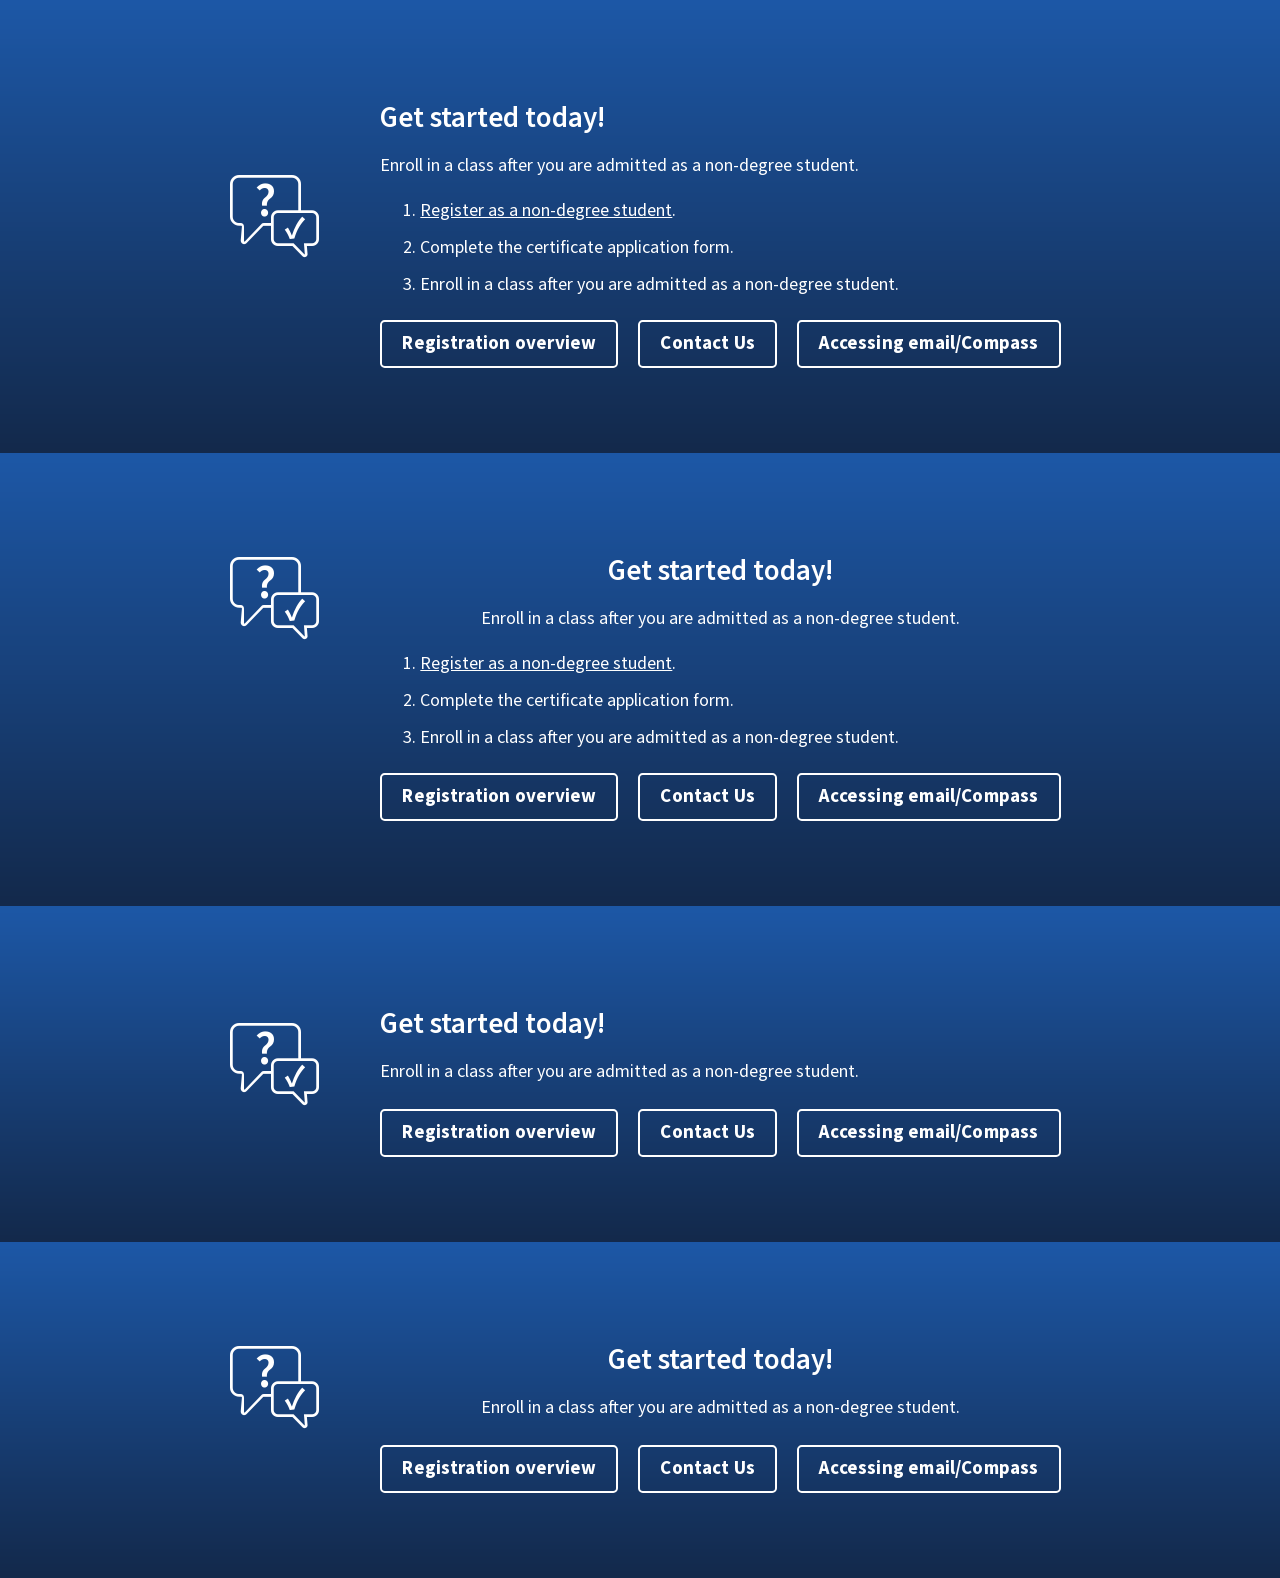 Get started today!
Enroll in a class after you are admitted as a non-degree student.
?
1. Register as a non-degree student.
2. Complete the certificate application form.
3. Enroll in a class after you are admitted as a non-degree student.
Registration overview Contact Us Accessing email/Compass
?
Get started today!
Enroll in a class after you are admitted as a non-degree student.
1. Register as a non-degree student.
2. Complete the certificate application form.
3. Enroll in a class after you are admitted as a non-degree student.
Registration overview Contact Us Accessing email/Compass
Get started today!
?
Enroll in a class after you are admitted as a non-degree student.
Registration overview Contact Us Accessing email/Compass
?
Get started today!
Enroll in a class after you are admitted as a non-degree student.
Registration overview Contact Us Accessing email/Compass